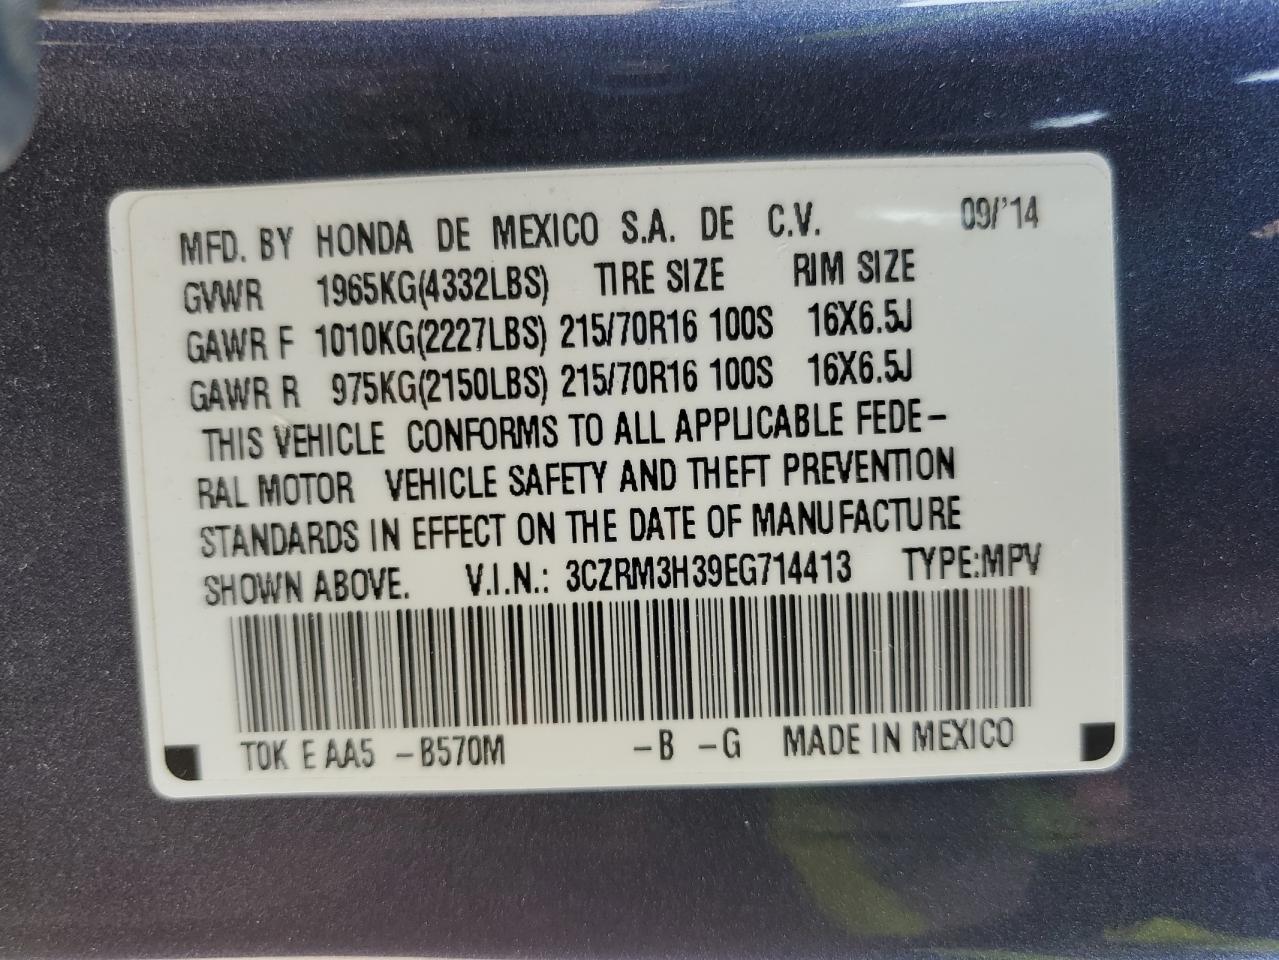 MFD. BY HONDA DE MEXICO S.A. DE C.V. 09/'14
GVWR 1965KG(4332LBS) TIRE SIZE RIM SIZE
GAWR F 1010KG(2227LBS) 215/70R16 100S 16X6.5J
GAWR R 975KG(2150LBS) 215/70R16 100S 16X6.5J
THIS VEHICLE CONFORMS TO ALL APPLICABLE FEDE-
RAL MOTOR VEHICLE SAFETY AND THEFT PREVENTION
STANDARDS IN EFFECT ON THE DATE OF MANUFACTURE
SHOWN ABOVE. V.I.N.: 3CZRM3H39EG714413 TYPE:MPV
T0K E AA5 -B570M -B -G MADE IN MEXICO